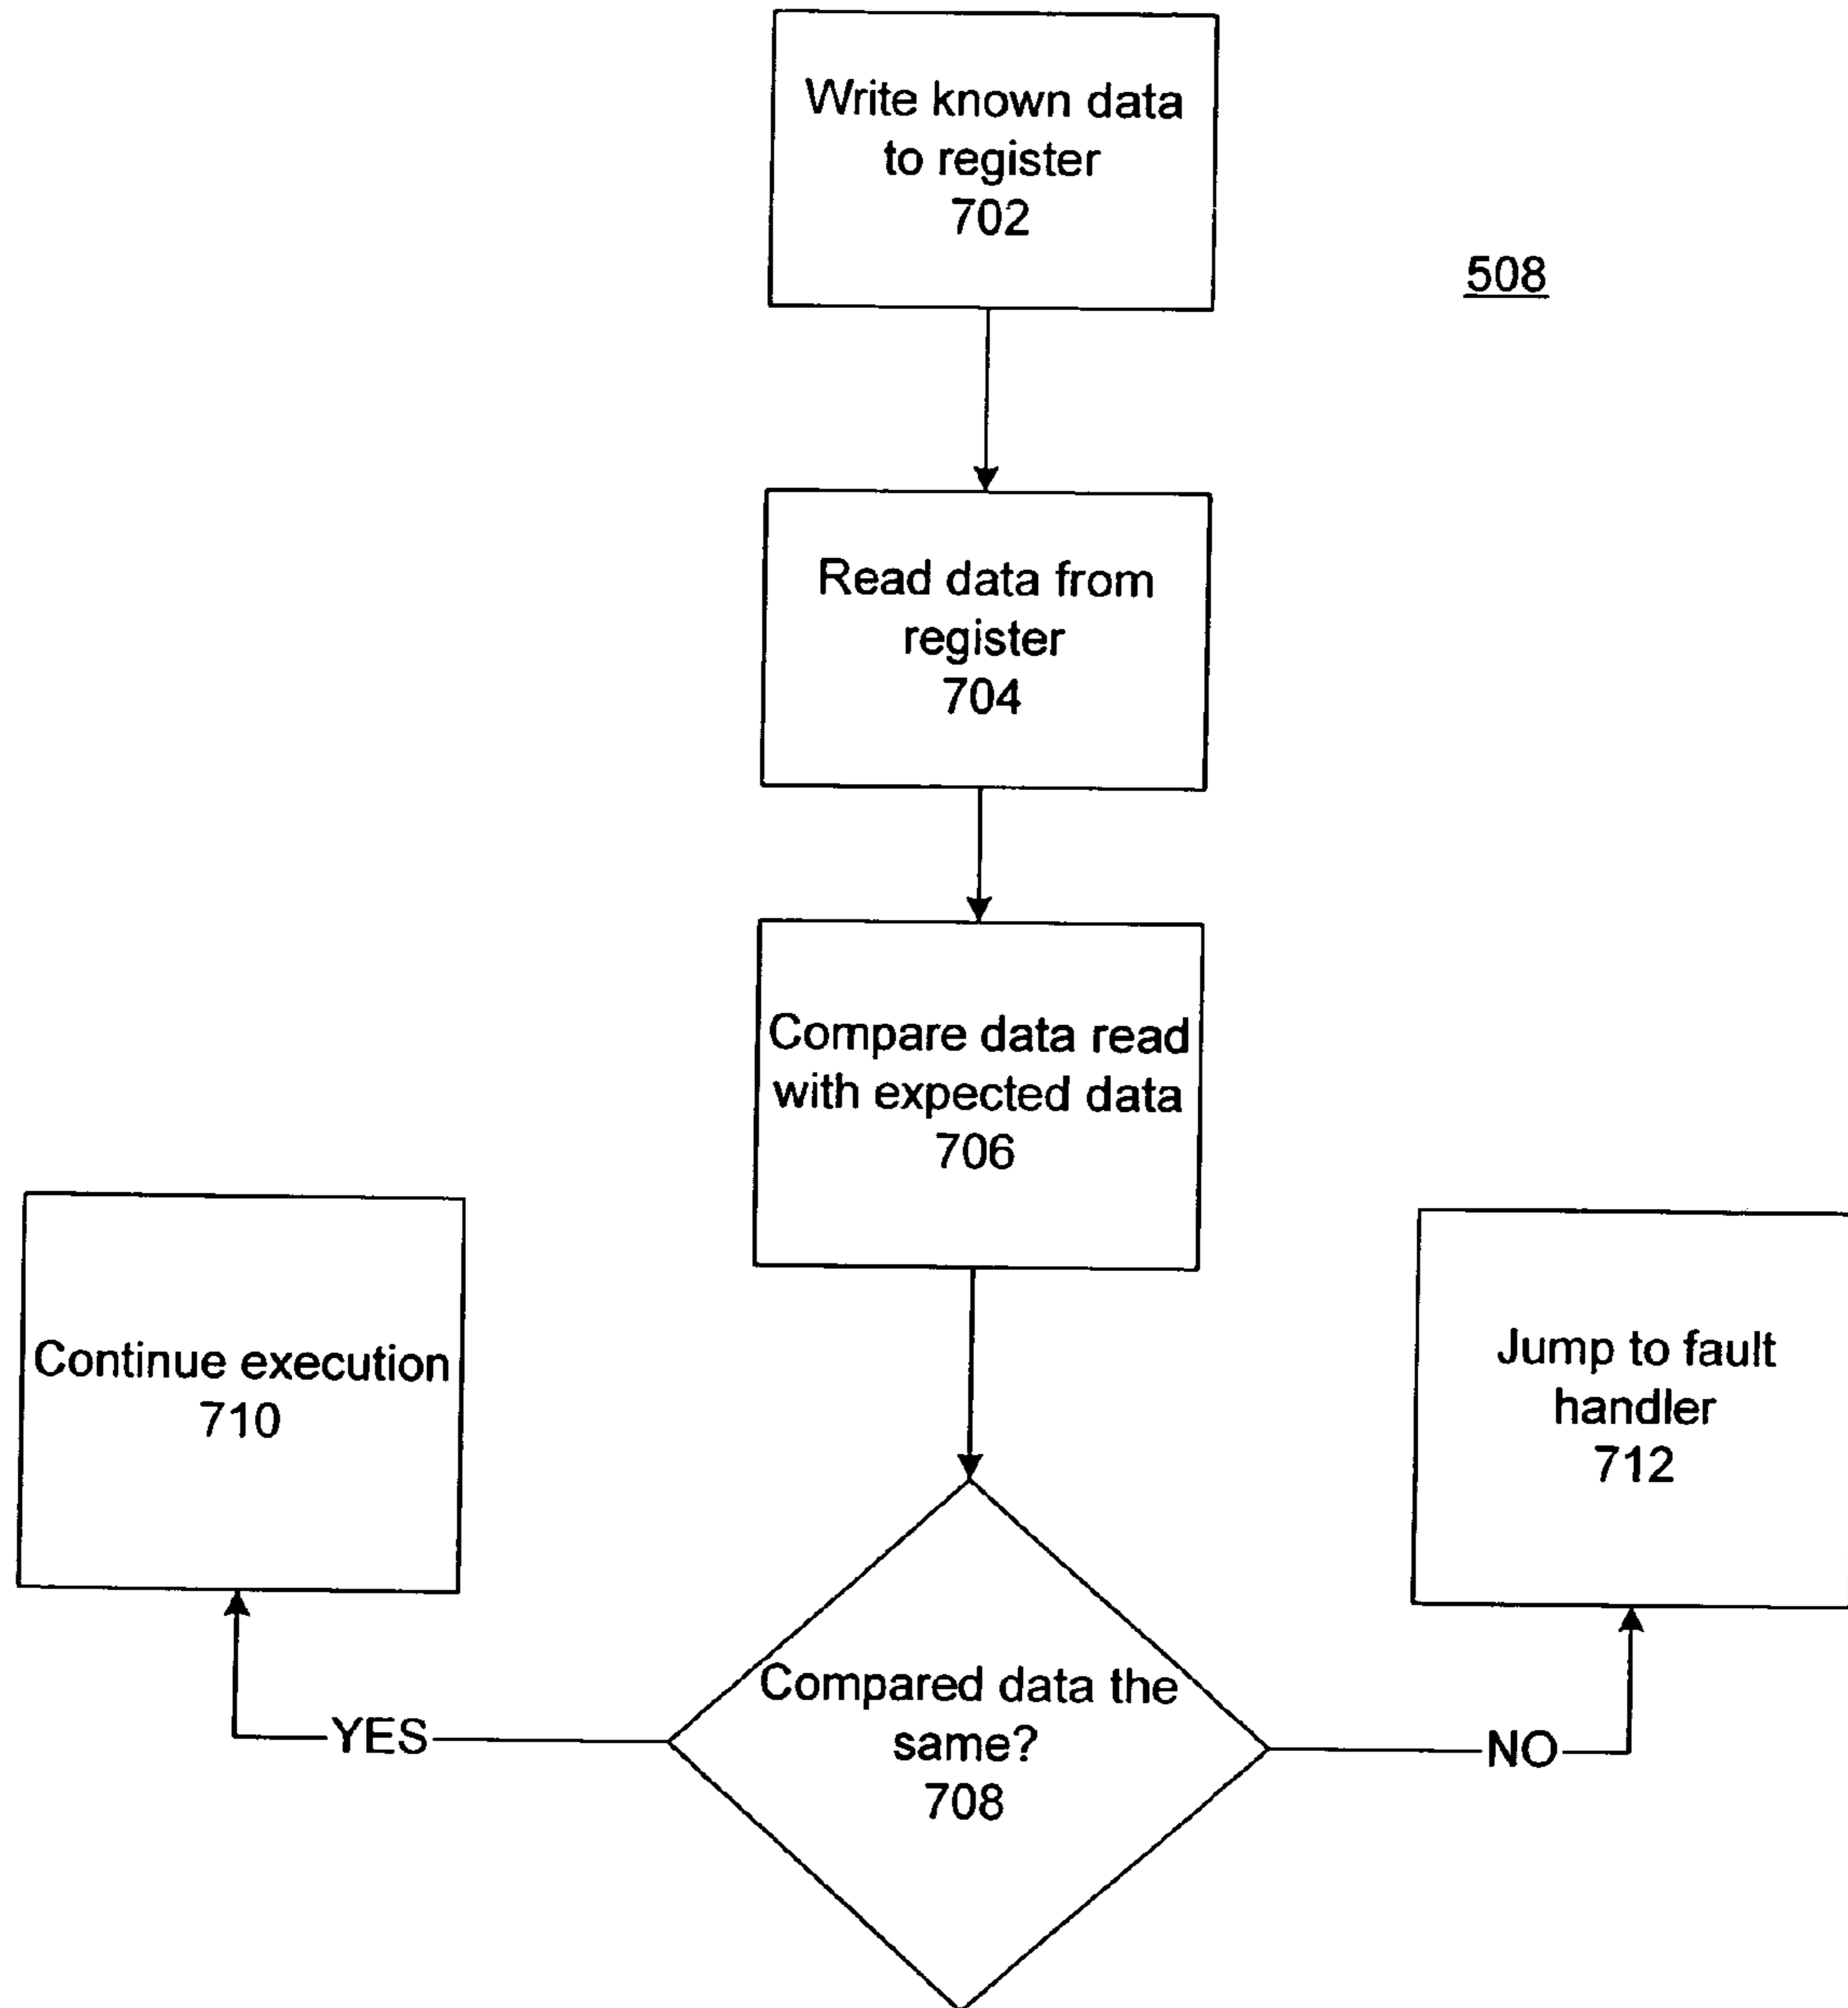 Write known data
to register
702
508
Read data from
register
704
Compare data read
with expected data
706
Continue execution
710
Jump to fault
handler
712
Compared data the
same?
708
YES
NO